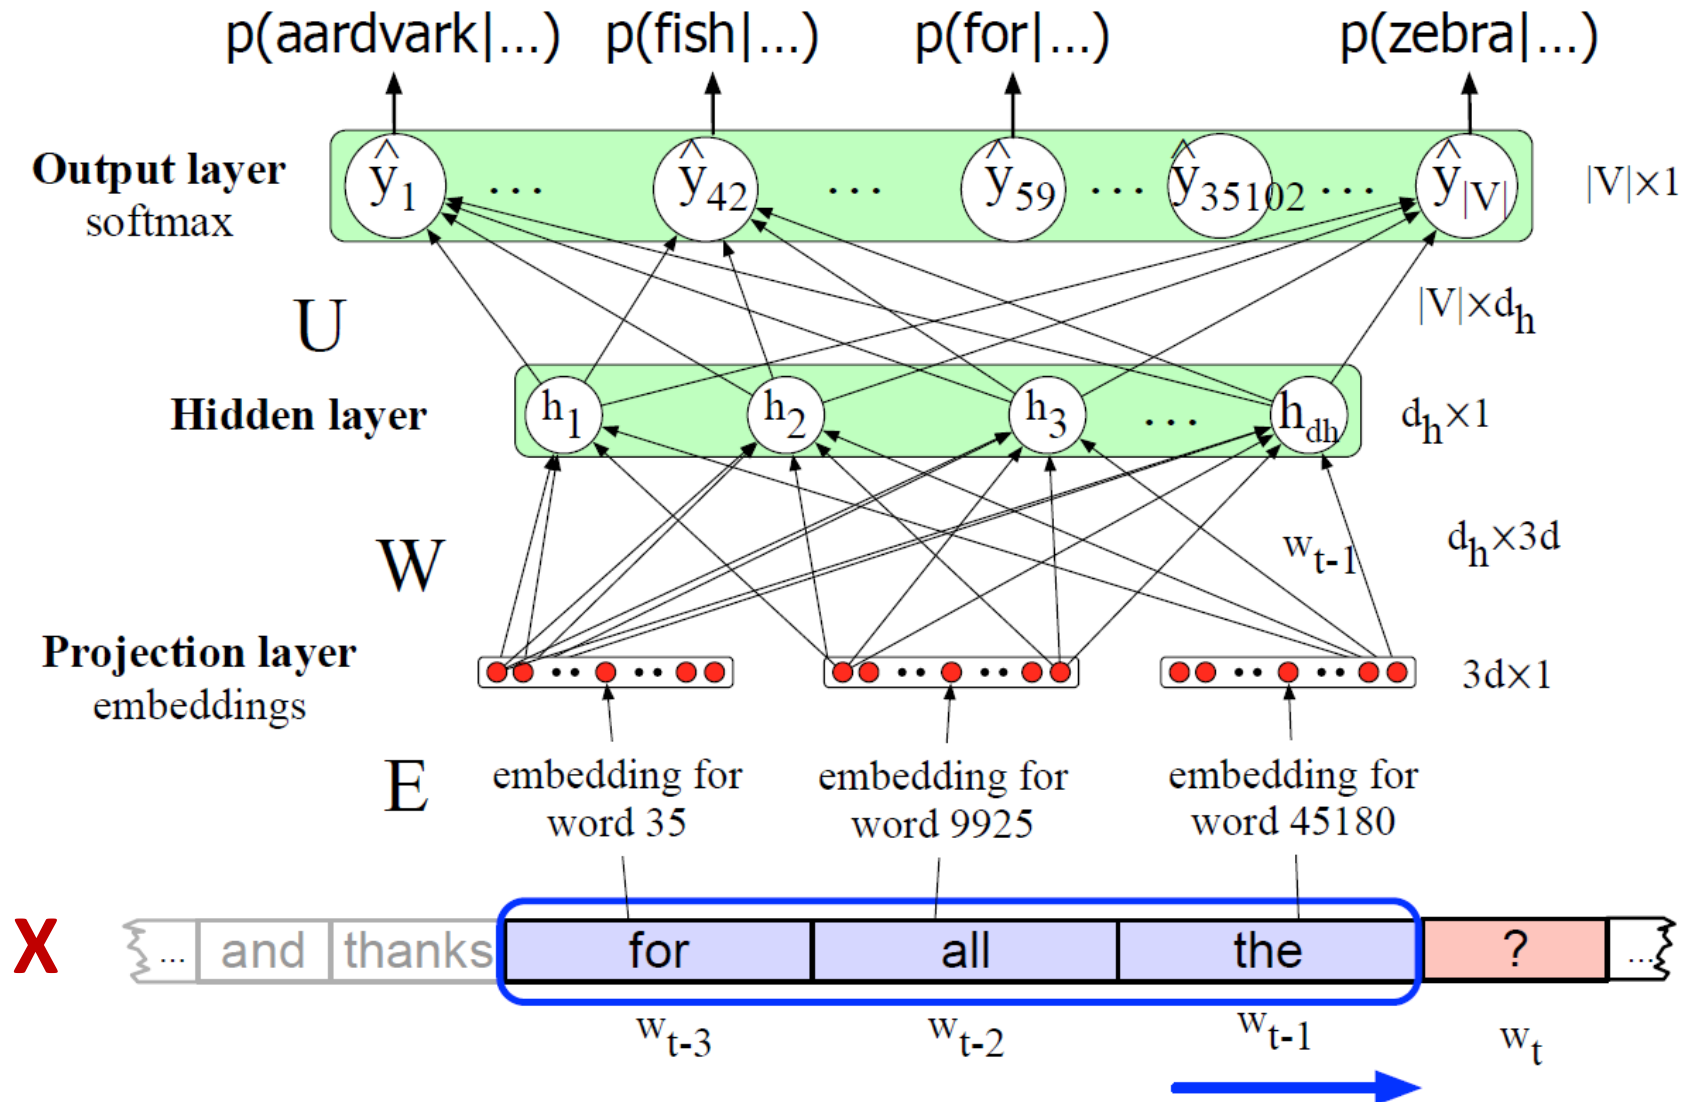 p(aardvark|...) p(fish|...) p(for|...) p(zebra|...)
Output layer
softmax
ŷ1 ... ŷ42 ... ŷ59 ... ŷ35102 ... ŷ|V|
|V|×1
U
|V|×dh
Hidden layer
h1 h2 h3 ... hdh
dh×1
W
wt-1
dh×3d
Projection layer
embeddings
3d×1
E
embedding for
word 35
embedding for
word 9925
embedding for
word 45180
X
... and thanks for all the ? ...
wt-3 wt-2 wt-1 wt